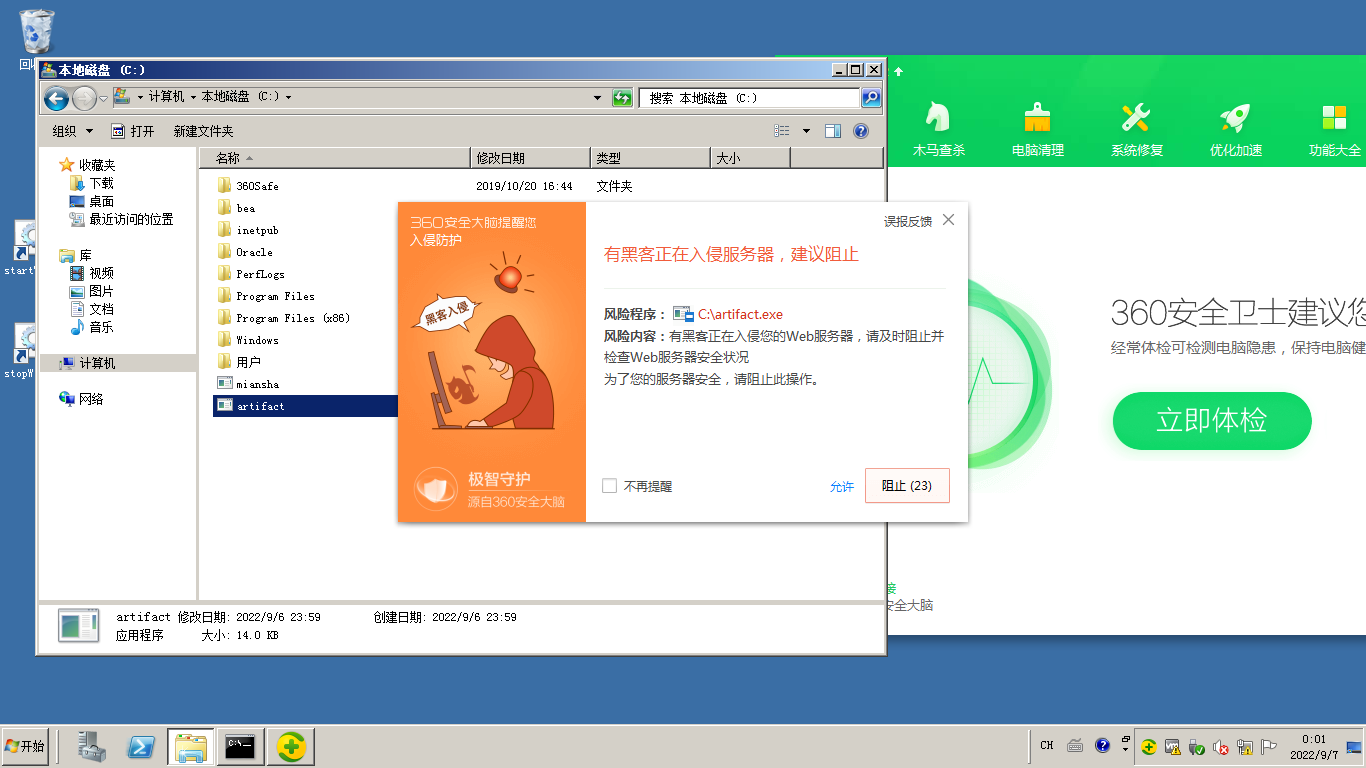 回收
本地磁盘 (C:)
计算机
本地磁盘 (C:)
搜索 本地磁盘 (C:)
组织
打开
新建文件夹
木马查杀
电脑清理
系统修复
优化加速
功能大全
收藏夹
下载
桌面
最近访问的位置
库
视频
图片
文档
音乐
计算机
网络
名称
修改日期
类型
大小
360Safe
2019/10/20 16:44
文件夹
bea
inetpub
Oracle
PerfLogs
Program Files
Program Files (x86)
Windows
用户
miansha
artifact
startW
stopW
360安全大脑提醒您
入侵防护
黑客入侵
极智守护
源自360安全大脑
误报反馈
有黑客正在入侵服务器，建议阻止
风险程序： C:\artifact.exe
风险内容：有黑客正在入侵您的Web服务器，请及时阻止并
检查Web服务器安全状况
为了您的服务器安全，请阻止此操作。
不再提醒
允许
阻止 (23)
360安全卫士建议您
经常体检可检测电脑隐患，保持电脑健
立即体检
安全大脑
artifact 修改日期: 2022/9/6 23:59
创建日期: 2022/9/6 23:59
应用程序
大小: 14.0 KB
开始
C:\
CH
0:01
2022/9/7